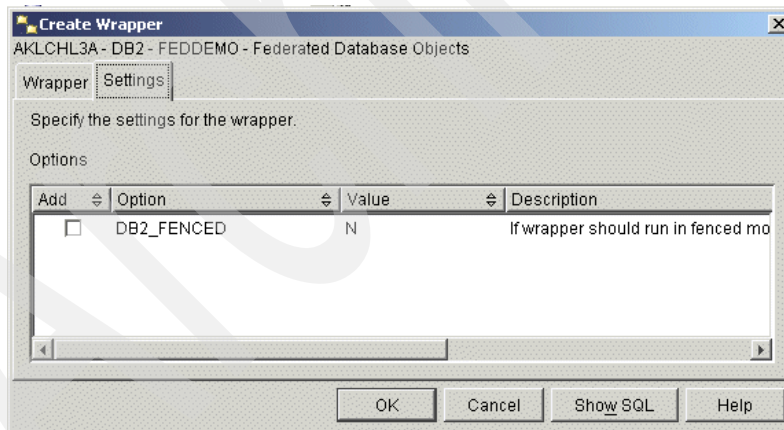 Create Wrapper
AKLCHL3A - DB2 - FEDDEMO - Federated Database Objects
Wrapper Settings
Specify the settings for the wrapper.
Options
Add Option Value Description
DB2_FENCED N If wrapper should run in fenced mo
OK Cancel Show SQL Help